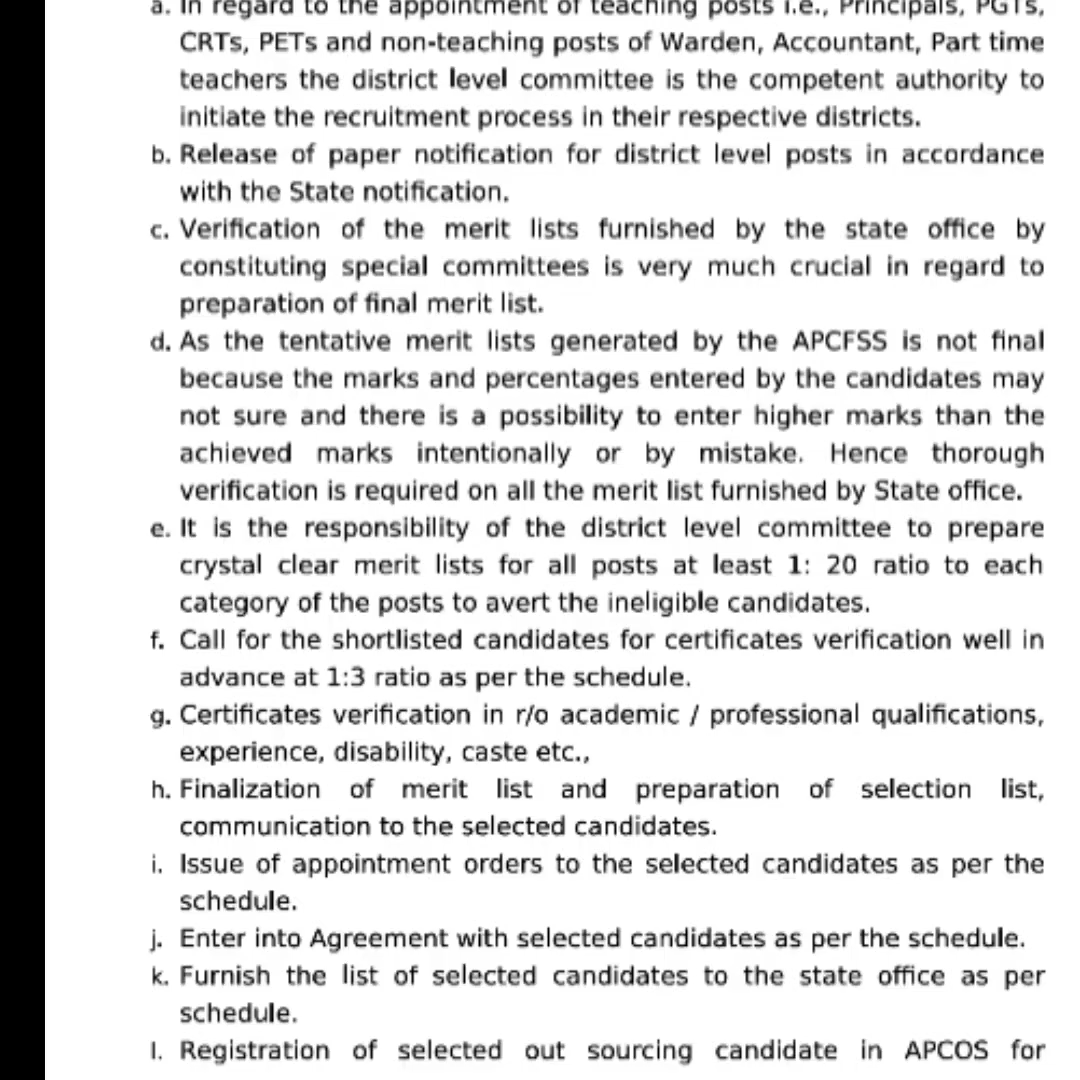 a. In regard to the appointment of teaching posts i.e., Principals, PGTs,
CRTs, PETs and non-teaching posts of Warden, Accountant, Part time
teachers the district level committee is the competent authority to
initiate the recruitment process in their respective districts.
b. Release of paper notification for district level posts in accordance
with the State notification.
c. Verification of the merit lists furnished by the state office by
constituting special committees is very much crucial in regard to
preparation of final merit list.
d. As the tentative merit lists generated by the APCFSS is not final
because the marks and percentages entered by the candidates may
not sure and there is a possibility to enter higher marks than the
achieved marks intentionally or by mistake. Hence thorough
verification is required on all the merit list furnished by State office.
e. It is the responsibility of the district level committee to prepare
crystal clear merit lists for all posts at least 1: 20 ratio to each
category of the posts to avert the ineligible candidates.
f. Call for the shortlisted candidates for certificates verification well in
advance at 1:3 ratio as per the schedule.
g. Certificates verification in r/o academic / professional qualifications,
experience, disability, caste etc.,
h. Finalization of merit list and preparation of selection list,
communication to the selected candidates.
i. Issue of appointment orders to the selected candidates as per the
schedule.
j. Enter into Agreement with selected candidates as per the schedule.
k. Furnish the list of selected candidates to the state office as per
schedule.
l. Registration of selected out sourcing candidate in APCOS for